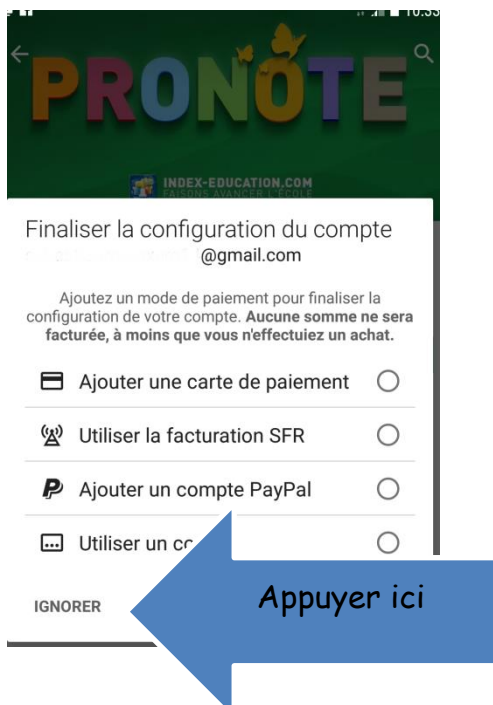 PRONOTE
INDEX-EDUCATION.COM
FAISONS AVANCER L'ÉCOLE
Finaliser la configuration du compte
@gmail.com
Ajoutez un mode de paiement pour finaliser la
configuration de votre compte. Aucune somme ne sera
facturée, à moins que vous n'effectuiez un achat.
Ajouter une carte de paiement
Utiliser la facturation SFR
Ajouter un compte PayPal
Utiliser un
IGNORER
Appuyer ici